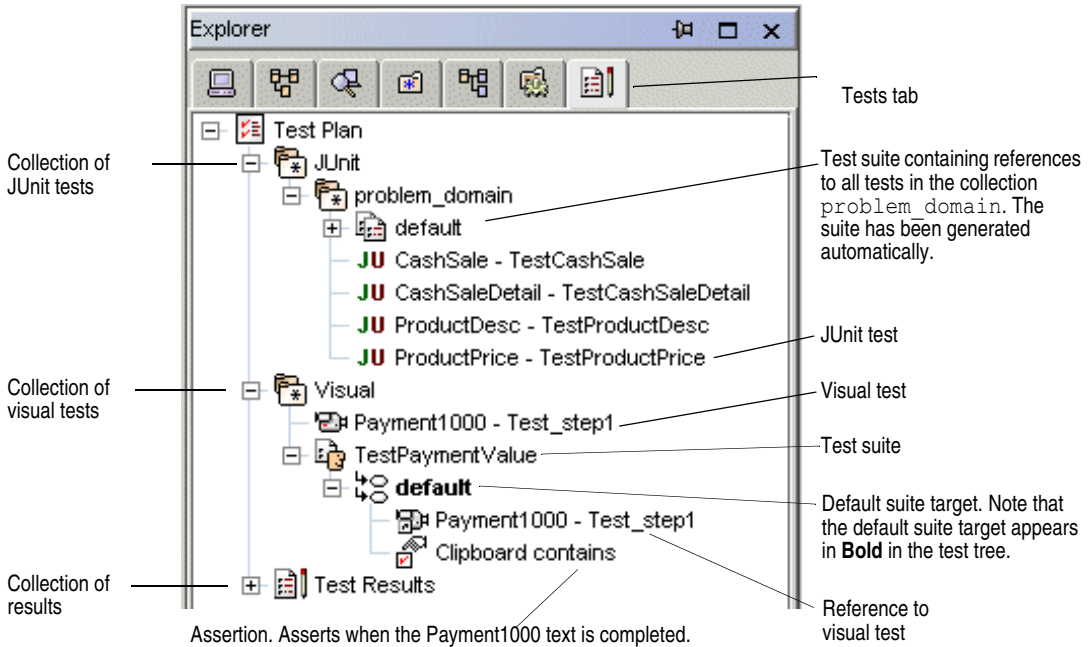 Explorer
Tests tab
Test Plan
Collection of
JUnit tests
JUnit
problem_domain
default
Test suite containing references
to all tests in the collection
problem_domain. The
suite has been generated
automatically.
JU CashSale - TestCashSale
JU CashSaleDetail - TestCashSaleDetail
JU ProductDesc - TestProductDesc
JU ProductPrice - TestProductPrice
JUnit test
Collection of
visual tests
Visual
Visual test
Payment1000 - Test_step1
TestPaymentValue
Test suite
default
Default suite target. Note that
the default suite target appears
in Bold in the test tree.
Payment1000 - Test_step1
Clipboard contains
Collection of
results
Test Results
Reference to
visual test
Assertion. Asserts when the Payment1000 text is completed.